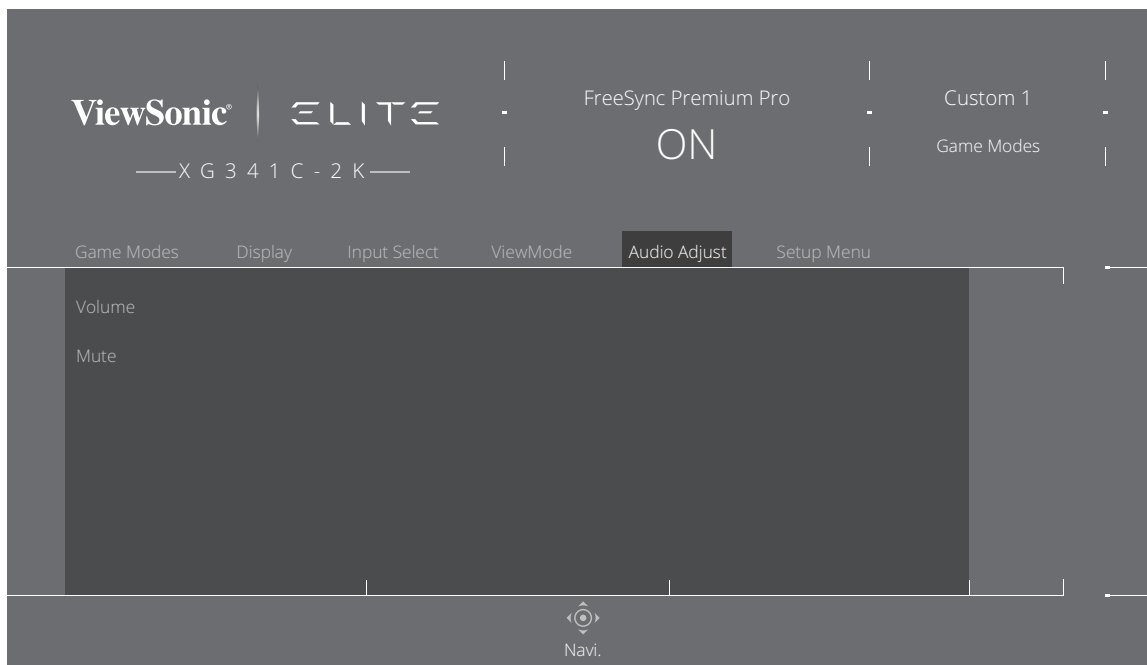 ViewSonic® ELITE
XG341C-2K
FreeSync Premium Pro
ON
Custom 1
Game Modes
Game Modes Display Input Select ViewMode Audio Adjust Setup Menu
Volume
Mute
Navi.